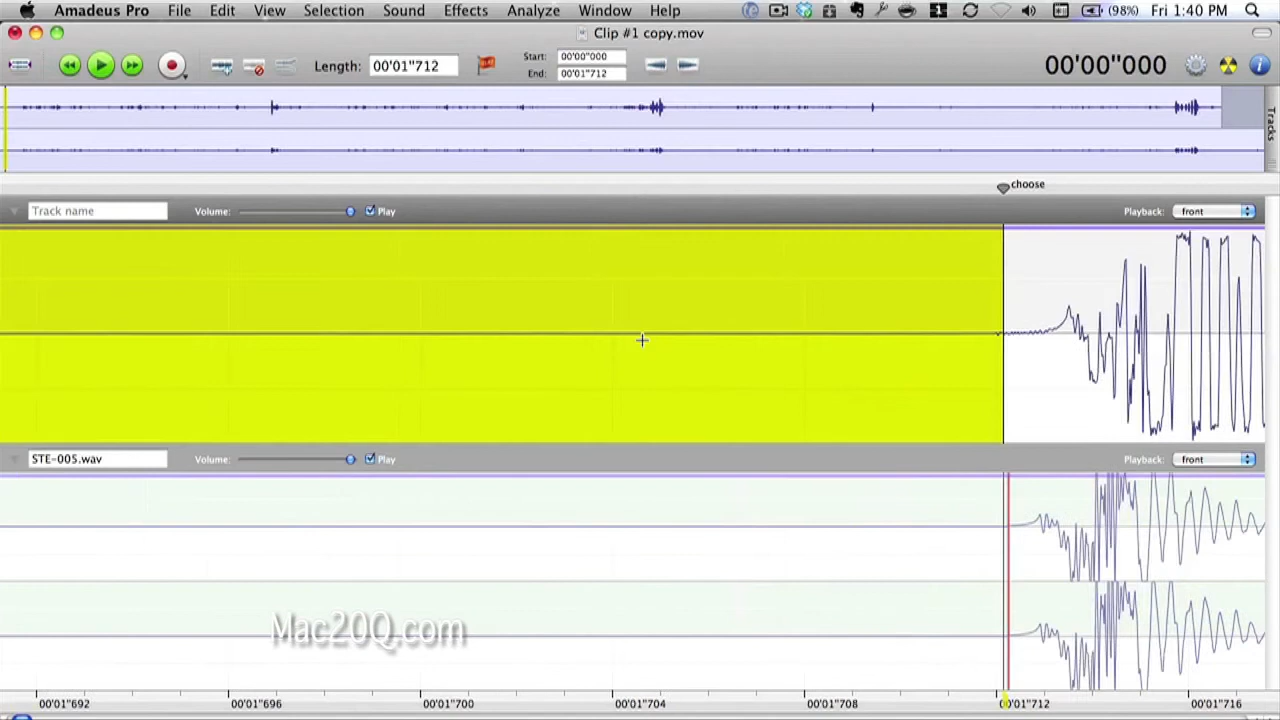 Amadeus Pro File Edit View Selection Sound Effects Analyze Window Help (98%) Fri 1:40 PM
Clip #1 copy.mov
Length: 00'01"712 Start: 00'00"000 End: 00'01"712 00'00"000
Tracks
choose
Track name Volume: Play Playback: front
STE-005.wav Volume: Play Playback: front
Mac20Q.com
00'01"692 00'01"696 00'01"700 00'01"704 00'01"708 00'01"712 00'01"716